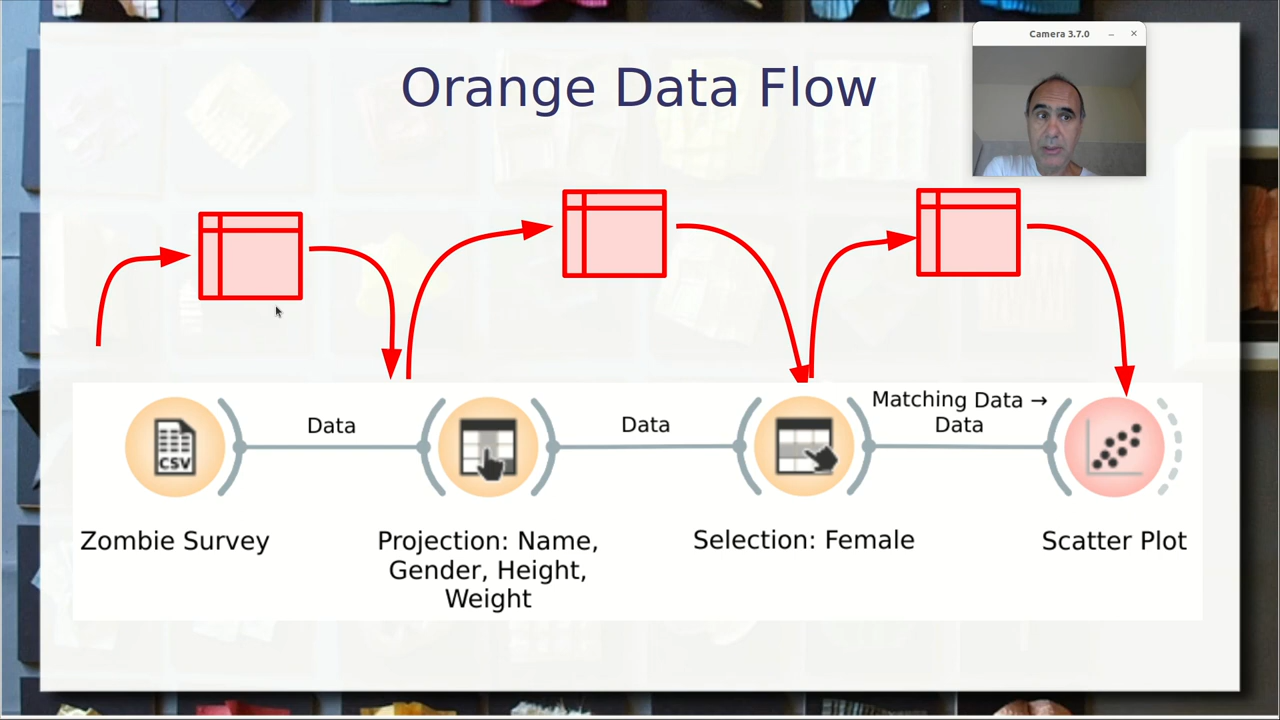 Orange Data Flow
Camera 3.7.0
Data
Data
Matching Data →
Data
CSV
Zombie Survey
Projection: Name,
Gender, Height,
Weight
Selection: Female
Scatter Plot